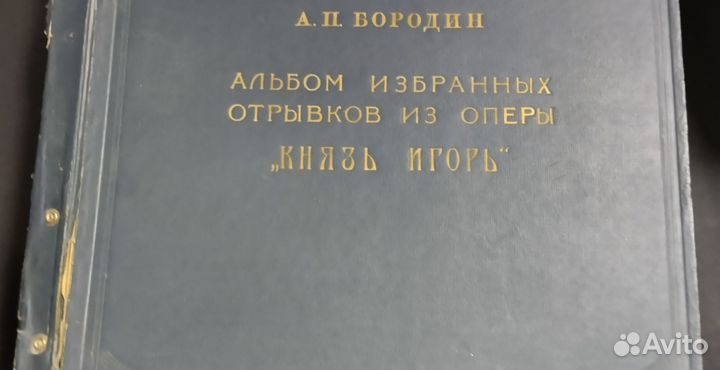 А. П. БОРОДИН
АЛЬБОМ ИЗБРАННЫХ
ОТРЫВКОВ ИЗ ОПЕРЫ
„КНЯЗЬ ИГОРЬ“
Avito